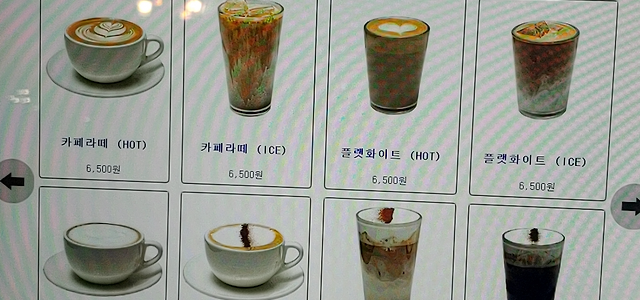 카페라떼 (HOT)
6,500원
카페라떼 (ICE)
6,500원
플랫화이트 (HOT)
6,500원
플랫화이트 (ICE)
6,500원